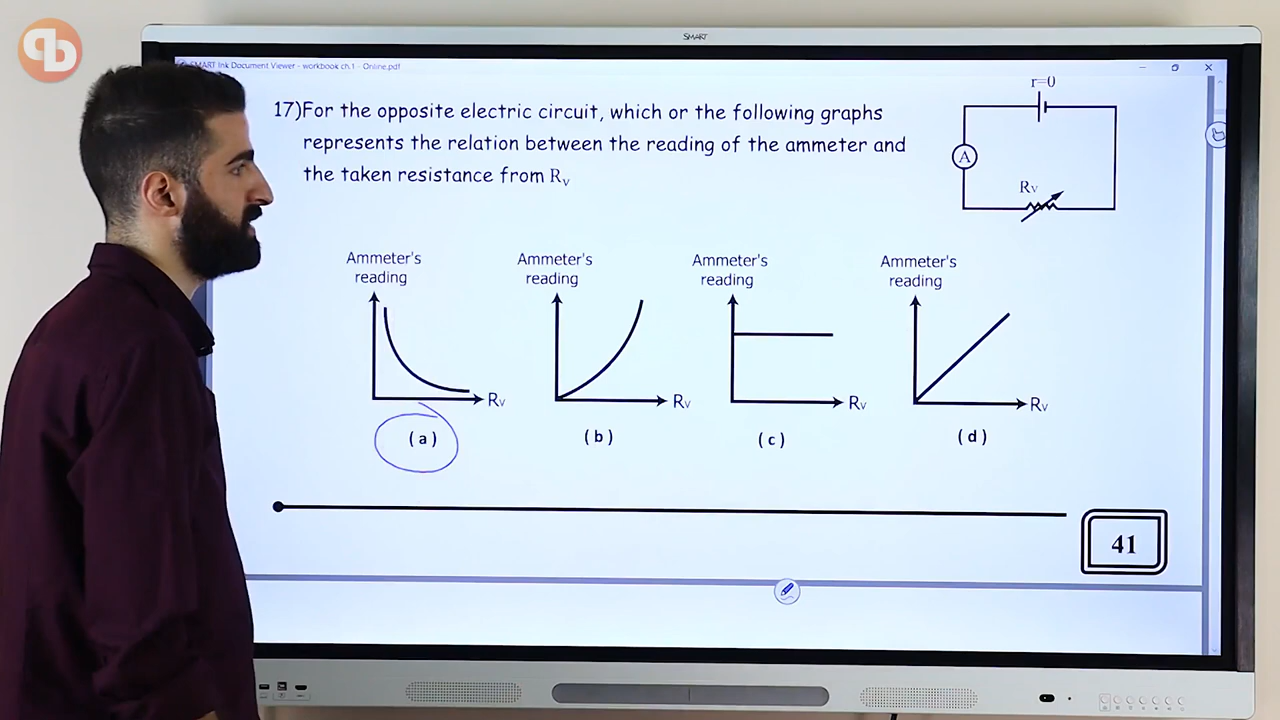 SMART
SMART Ink Document Viewer - workbook ch.1 - Online.pdf
17)For the opposite electric circuit, which or the following graphs
represents the relation between the reading of the ammeter and
the taken resistance from Rv
r=0
A
Rv
Ammeter's
reading
Rv
(a)
Ammeter's
reading
Rv
(b)
Ammeter's
reading
Rv
(c)
Ammeter's
reading
Rv
(d)
41